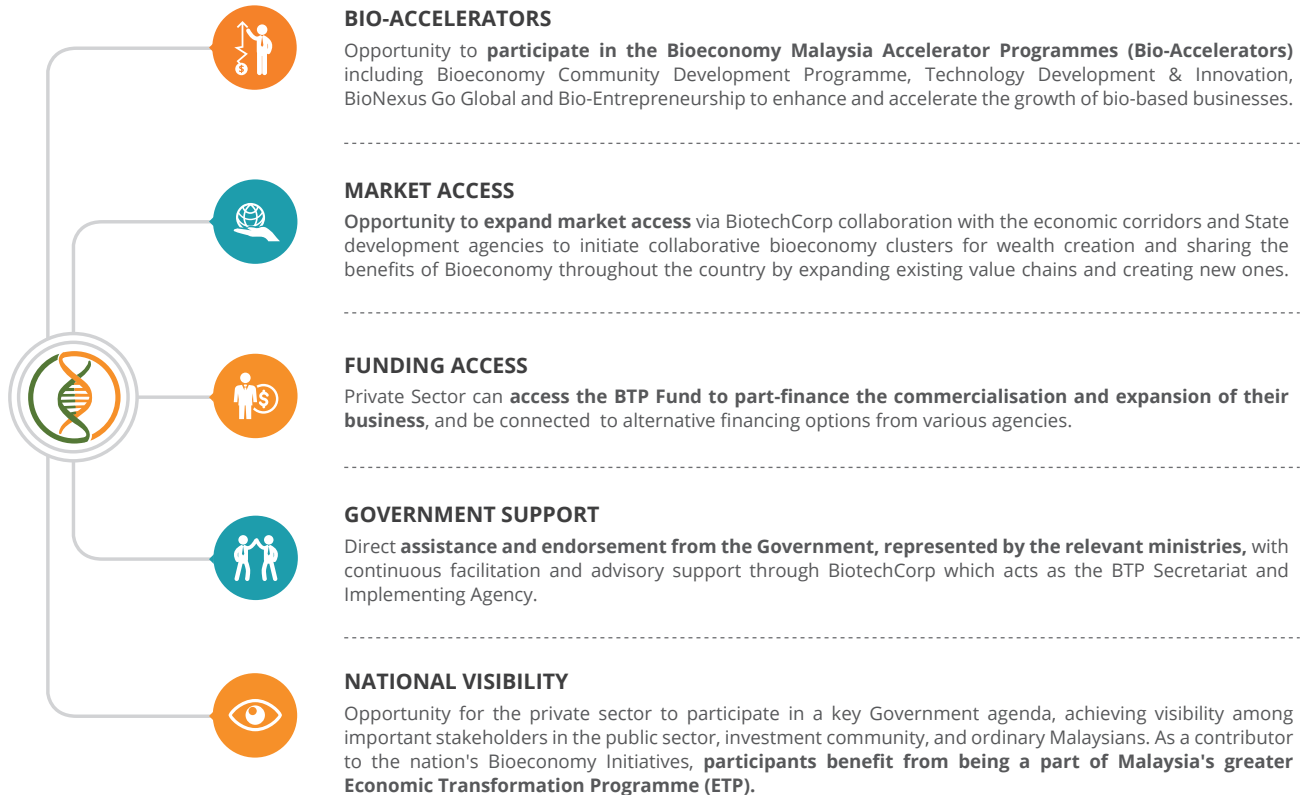 BIO-ACCELERATORS
Opportunity to participate in the Bioeconomy Malaysia Accelerator Programmes (Bio-Accelerators)
including Bioeconomy Community Development Programme, Technology Development & Innovation,
BioNexus Go Global and Bio-Entrepreneurship to enhance and accelerate the growth of bio-based businesses.
MARKET ACCESS
Opportunity to expand market access via BiotechCorp collaboration with the economic corridors and State
development agencies to initiate collaborative bioeconomy clusters for wealth creation and sharing the
benefits of Bioeconomy throughout the country by expanding existing value chains and creating new ones.
FUNDING ACCESS
Private Sector can access the BTP Fund to part-finance the commercialisation and expansion of their
business, and be connected to alternative financing options from various agencies.
GOVERNMENT SUPPORT
Direct assistance and endorsement from the Government, represented by the relevant ministries, with
continuous facilitation and advisory support through BiotechCorp which acts as the BTP Secretariat and
Implementing Agency.
NATIONAL VISIBILITY
Opportunity for the private sector to participate in a key Government agenda, achieving visibility among
important stakeholders in the public sector, investment community, and ordinary Malaysians. As a contributor
to the nation's Bioeconomy Initiatives, participants benefit from being a part of Malaysia's greater
Economic Transformation Programme (ETP).